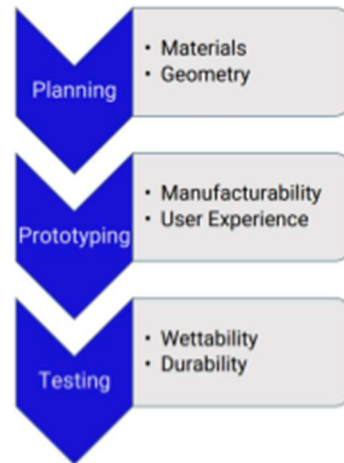 Planning
• Materials
• Geometry
Prototyping
• Manufacturability
• User Experience
Testing
• Wettability
• Durability